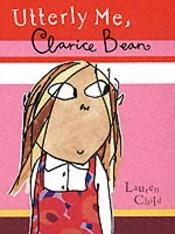 Utterly Me,
Clarice Bean
Lauren
Child